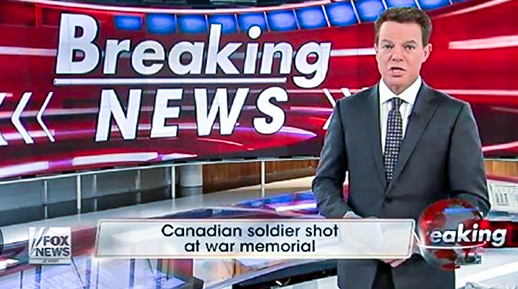 Breaking
NEWS
Canadian soldier shot
at war memorial
FOX
NEWS
eaking